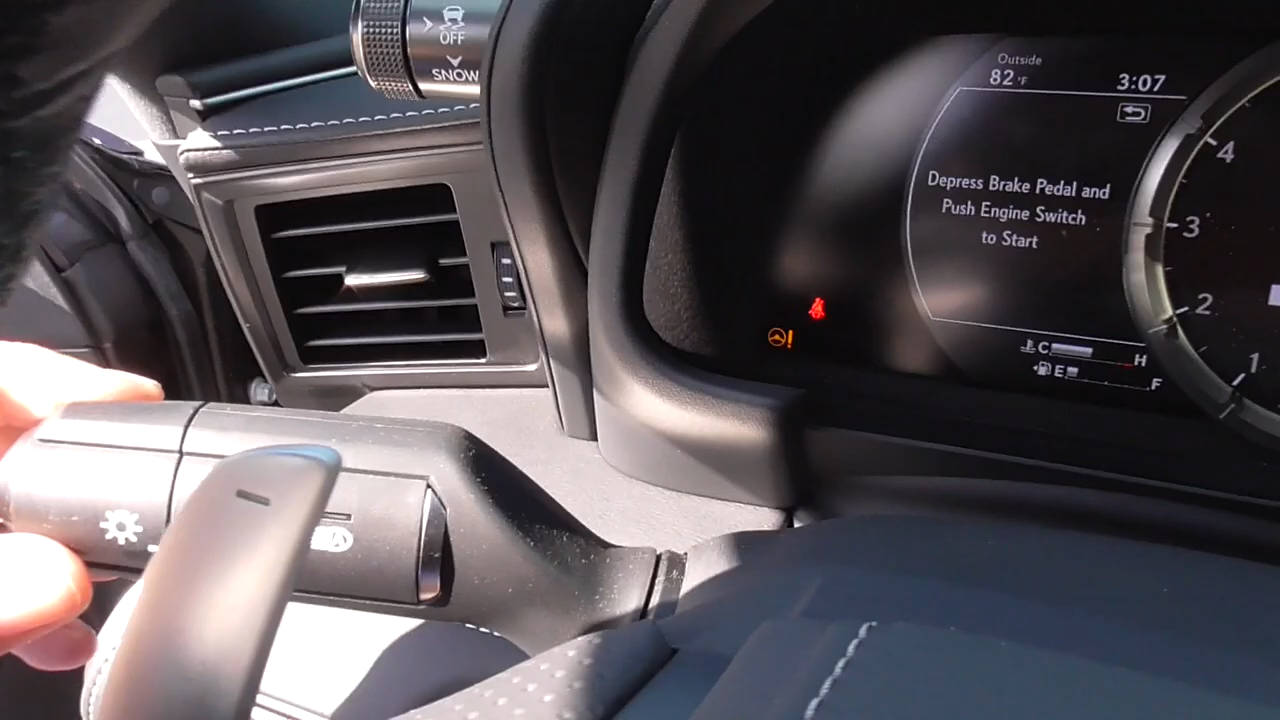 OFF
SNOW
Outside
82 °F
3:07
Depress Brake Pedal and
Push Engine Switch
to Start
C H
E F
4
3
2
1
A